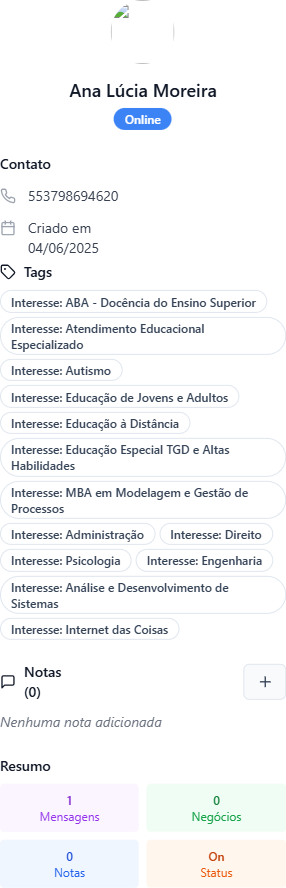 Ana Lúcia Moreira
Online
Contato
553798694620
Criado em
04/06/2025
Tags
Interesse: ABA - Docência do Ensino Superior
Interesse: Atendimento Educacional
Especializado
Interesse: Autismo
Interesse: Educação de Jovens e Adultos
Interesse: Educação à Distância
Interesse: Educação Especial TGD e Altas
Habilidades
Interesse: MBA em Modelagem e Gestão de
Processos
Interesse: Administração
Interesse: Direito
Interesse: Psicologia
Interesse: Engenharia
Interesse: Análise e Desenvolvimento de
Sistemas
Interesse: Internet das Coisas
Notas
(0)
Nenhuma nota adicionada
Resumo
1
Mensagens
0
Negócios
0
Notas
On
Status